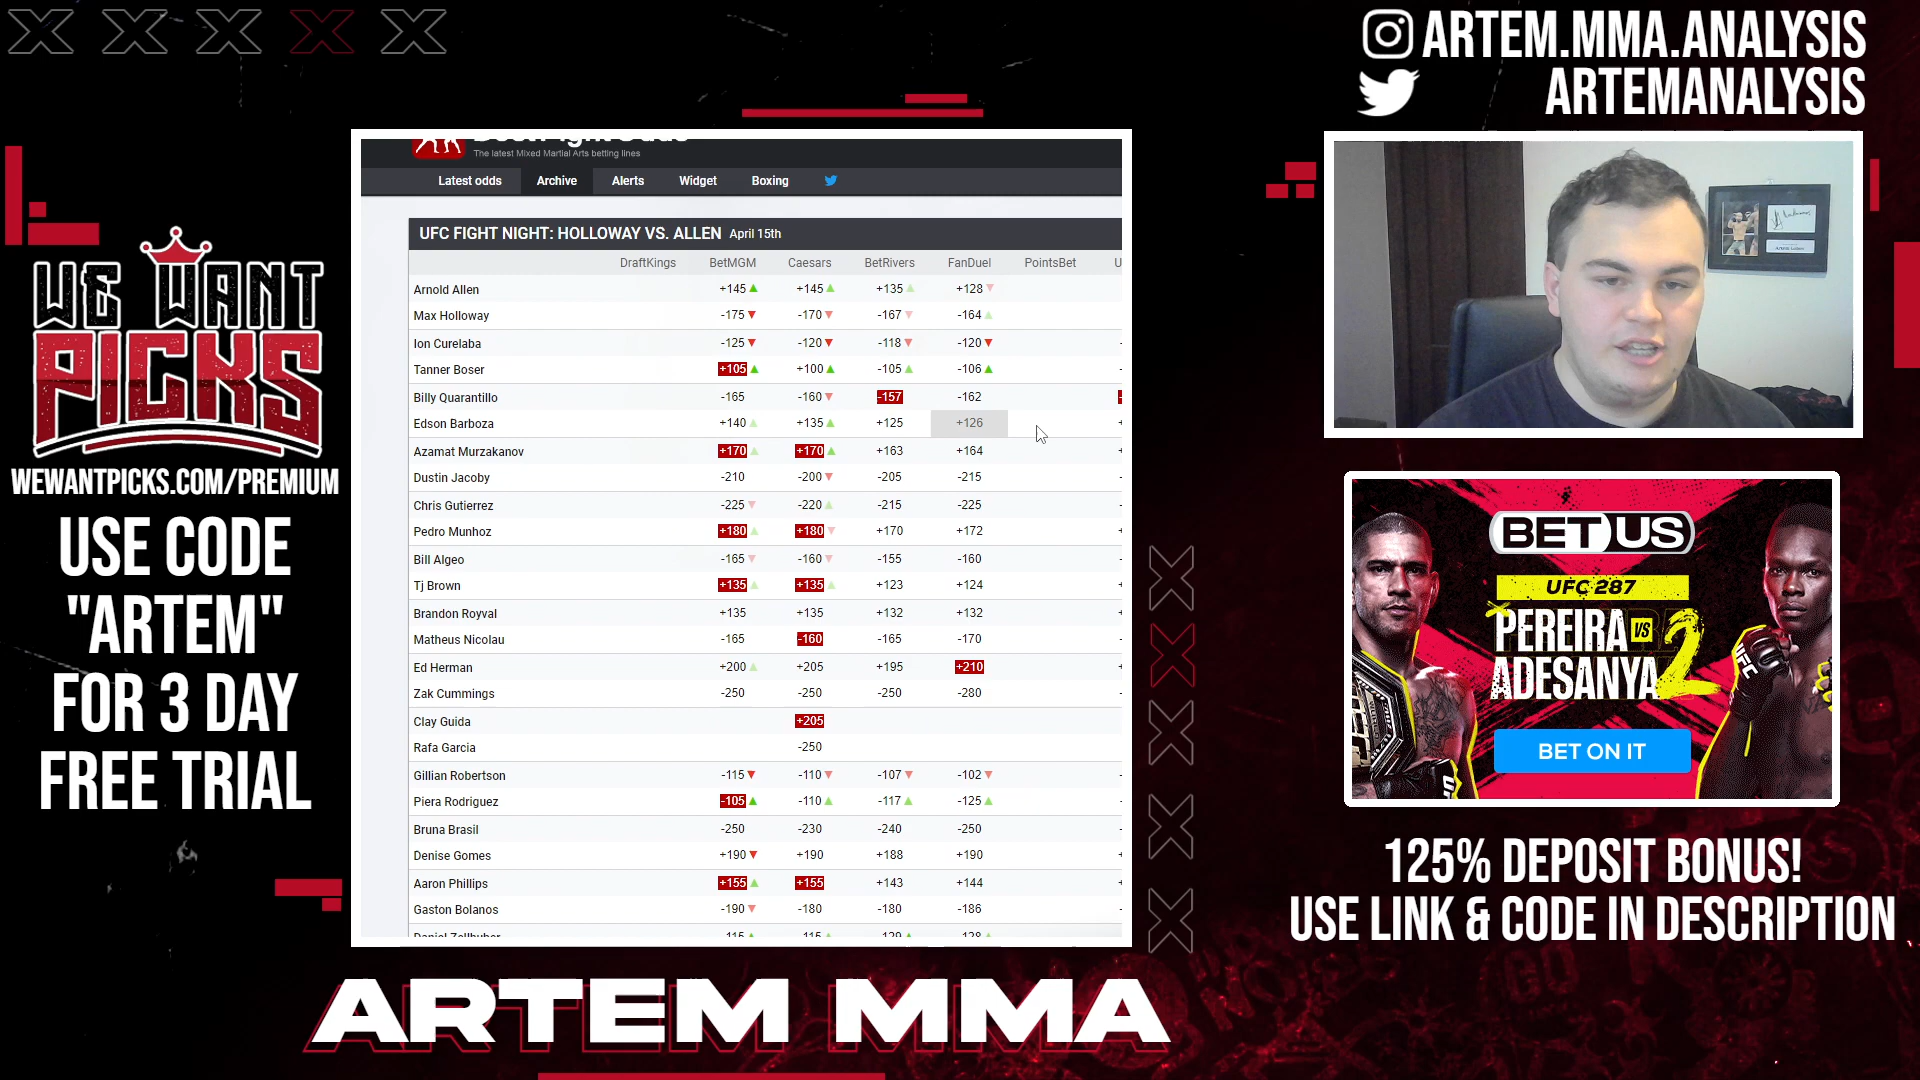 ARTEM.MMA.ANALYSIS
ARTEMANALYSIS
WE WANT
PICKS
WEWANTPICKS.COM/PREMIUM
USE CODE
"ARTEM"
FOR 3 DAY
FREE TRIAL
The latest Mixed Martial Arts betting lines
Latest odds Archive Alerts Widget Boxing
UFC FIGHT NIGHT: HOLLOWAY VS. ALLEN April 15th
DraftKings BetMGM Caesars BetRivers FanDuel PointsBet
Arnold Allen +145 ▲ +145 ▲ +135 ▲ +128 ▼
Max Holloway -175 ▼ -170 ▼ -167 ▼ -164 ▲
Ion Curelaba -125 ▼ -120 ▼ -118 ▼ -120 ▼
Tanner Boser +105 ▲ +100 ▲ -105 ▲ -106 ▲
Billy Quarantillo -165 -160 ▼ -157 -162
Edson Barboza +140 ▲ +135 ▲ +125 +126
Azamat Murzakanov +170 ▲ +170 ▲ +163 +164
Dustin Jacoby -210 -200 ▼ -205 -215
Chris Gutierrez -225 ▼ -220 ▲ -215 -225
Pedro Munhoz +180 ▲ +180 ▼ +170 +172
Bill Algeo -165 ▼ -160 ▼ -155 -160
Tj Brown +135 ▲ +135 ▲ +123 +124
Brandon Royval +135 +135 +132 +132
Matheus Nicolau -165 -160 -165 -170
Ed Herman +200 ▲ +205 +195 +210
Zak Cummings -250 -250 -250 -280
Clay Guida +205
Rafa Garcia -250
Gillian Robertson -115 ▼ -110 ▼ -107 ▼ -102 ▼
Piera Rodriguez -105 ▲ -110 ▲ -117 ▲ -125 ▲
Bruna Brasil -250 -230 -240 -250
Denise Gomes +190 ▼ +190 +188 +190
Aaron Phillips +155 ▲ +155 +143 +144
Gaston Bolanos -190 ▼ -180 -180 -186
BETUS
UFC 287
PEREIRA VS
ADESANYA 2
BET ON IT
125% DEPOSIT BONUS!
USE LINK & CODE IN DESCRIPTION
ARTEM MMA